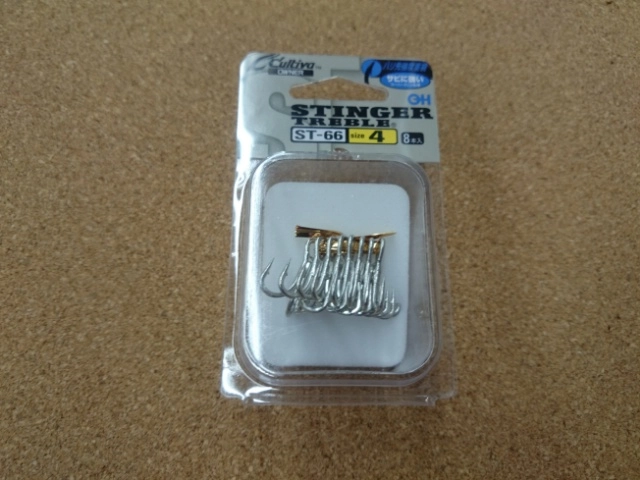 Cultiva
OWNER
サビに強い
OH
STINGER
TREBLE
ST-66 size 4 8本入